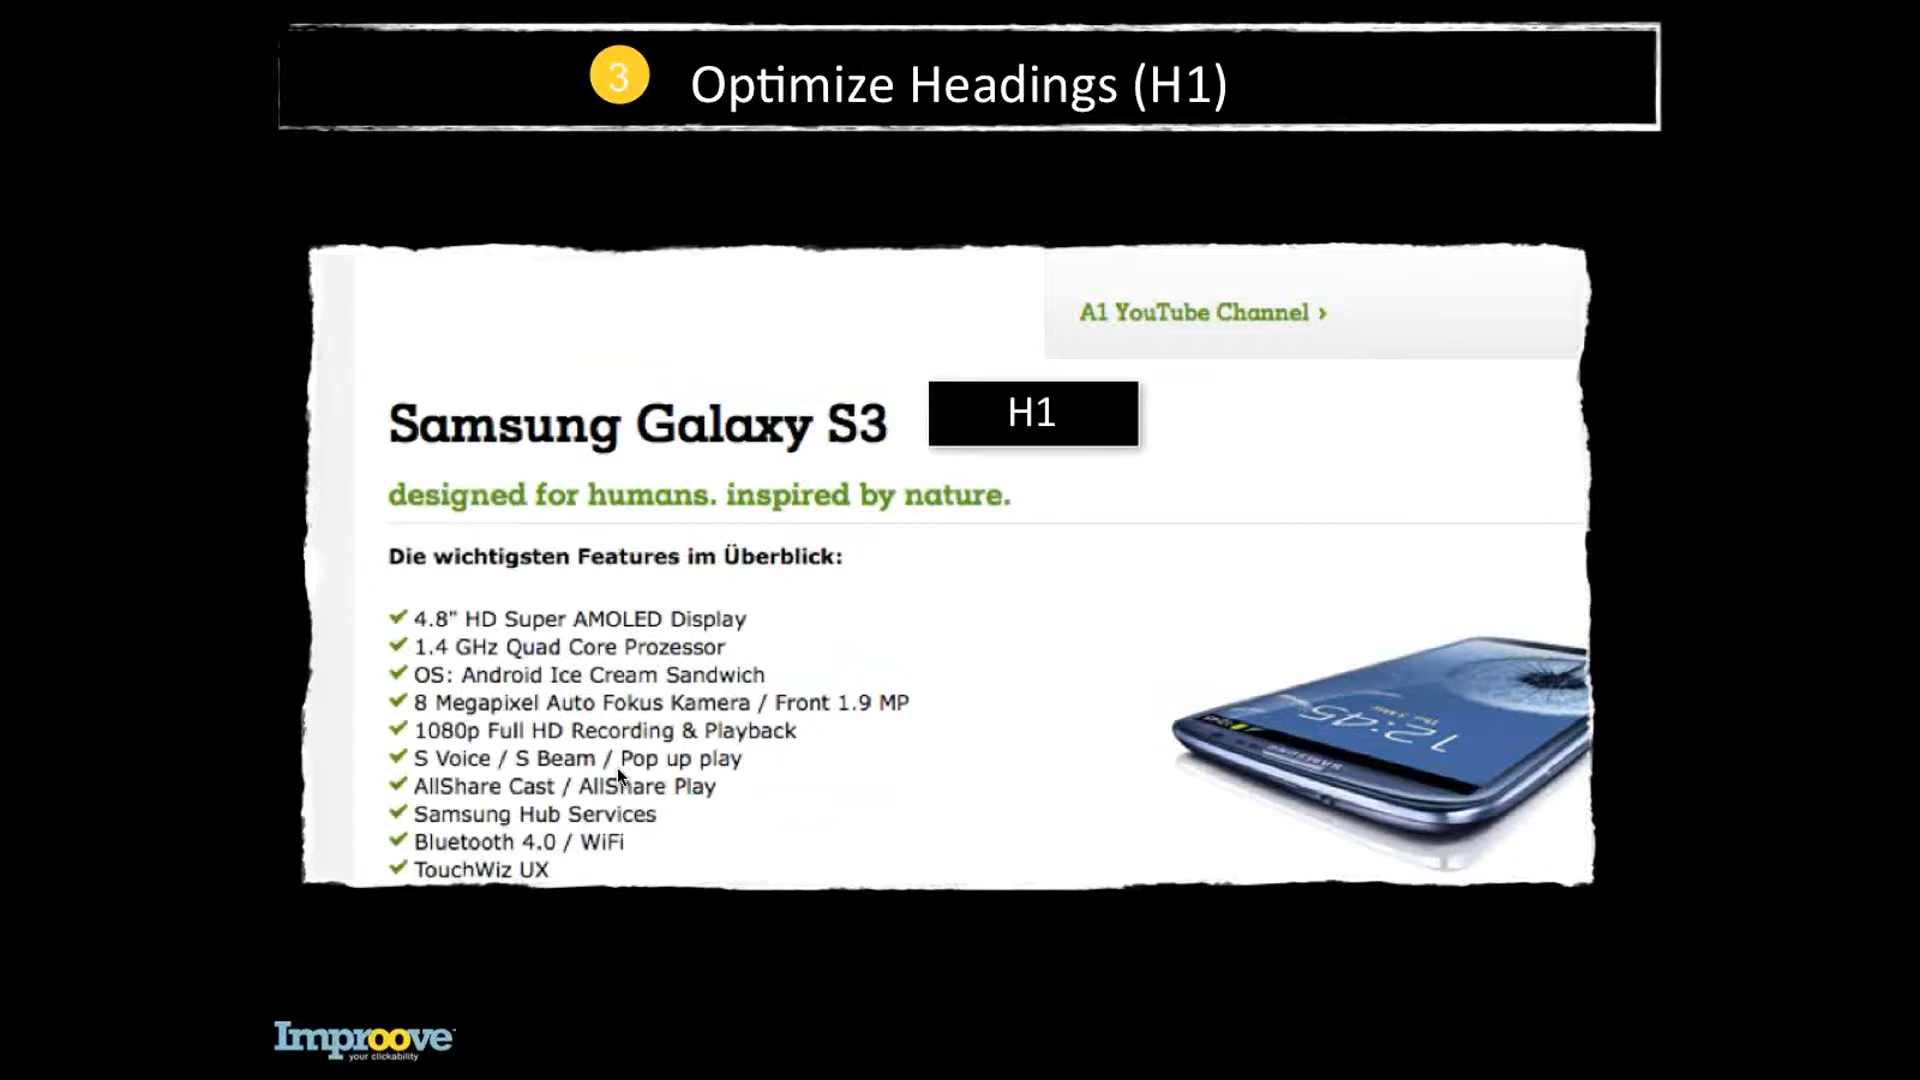 3 Optimize Headings (H1)
A1 YouTube Channel ›
Samsung Galaxy S3
H1
designed for humans. inspired by nature.
Die wichtigsten Features im Überblick:
4.8" HD Super AMOLED Display
1.4 GHz Quad Core Prozessor
OS: Android Ice Cream Sandwich
8 Megapixel Auto Fokus Kamera / Front 1.9 MP
1080p Full HD Recording & Playback
S Voice / S Beam / Pop up play
AllShare Cast / AllShare Play
Samsung Hub Services
Bluetooth 4.0 / WiFi
TouchWiz UX
12:45
SAMSUNG
Improove
your clickability